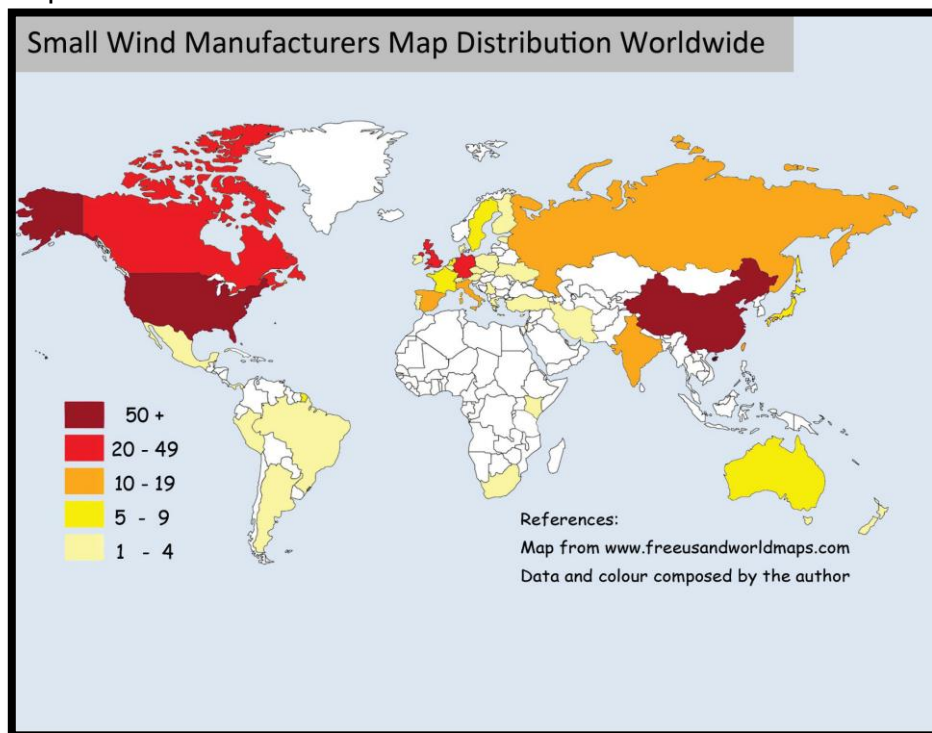 Small Wind Manufacturers Map Distribution Worldwide
50 +
20 - 49
10 - 19
5 - 9
1 - 4
References:
Map from www.freeusandworldmaps.com
Data and colour composed by the author